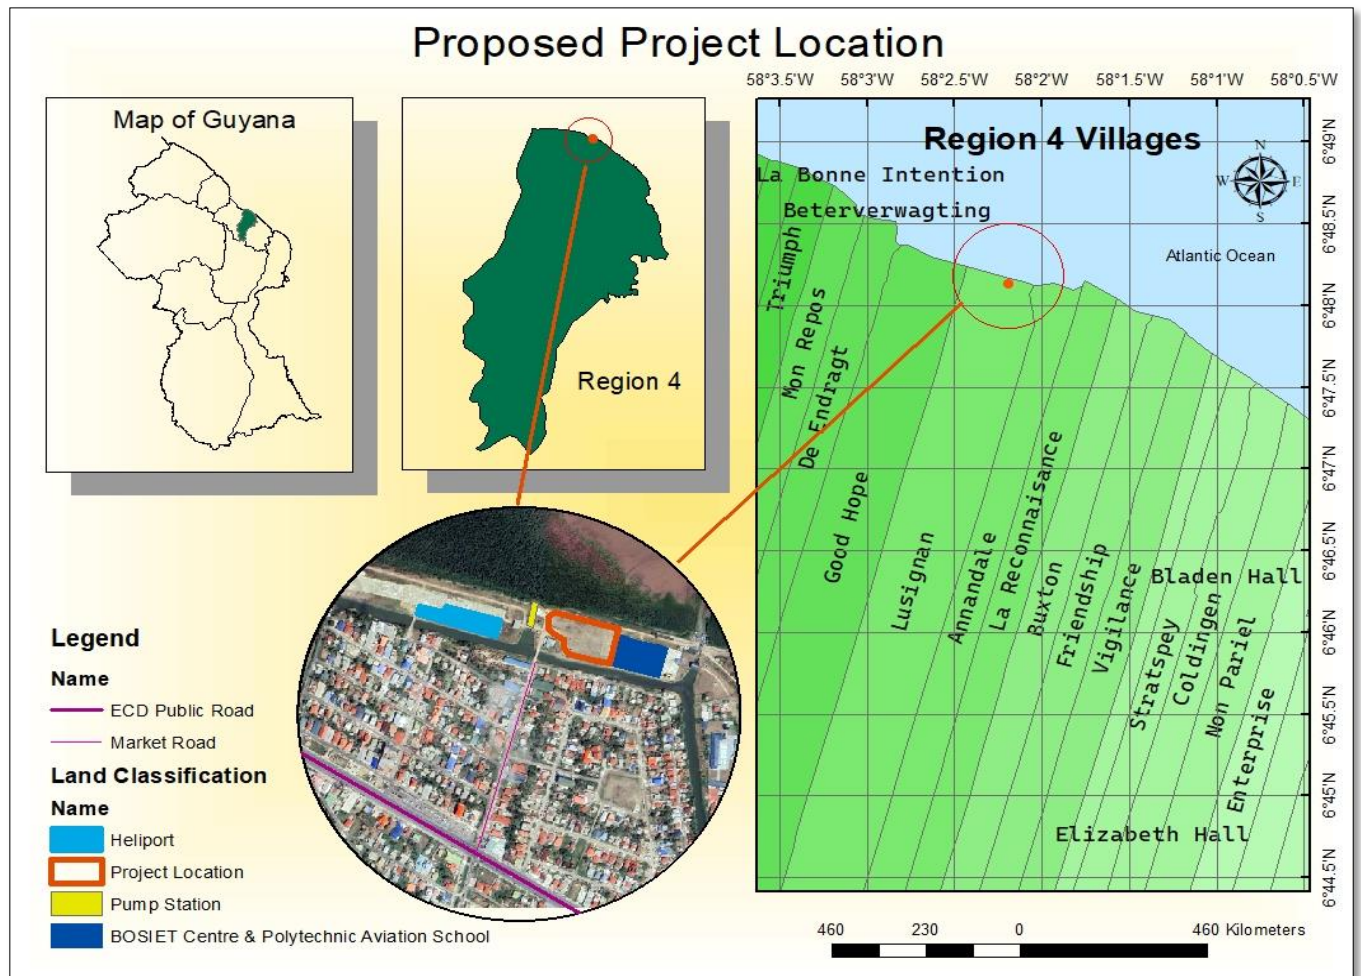 Proposed Project Location
Map of Guyana
Region 4
58°3.5'W 58°3'W 58°2.5'W 58°2'W 58°1.5'W 58°1'W 58°0.5'W
Region 4 Villages
N
W E
S
La Bonne Intention
Beterverwagting
Atlantic Ocean
Triumph
Mon Repos
De Endragt
Good Hope
Lusignan
Annandale
La Reconnaisance
Buxton
Friendship
Vigilance
Bladen Hall
Stratspey
Coldingen
Non Pariel
Enterprise
Elizabeth Hall
6°49'N
6°48.5'N
6°48'N
6°47.5'N
6°47'N
6°46.5'N
6°46'N
6°45.5'N
6°45'N
6°44.5'N
Legend
Name
ECD Public Road
Market Road
Land Classification
Name
Heliport
Project Location
Pump Station
BOSIET Centre & Polytechnic Aviation School
460 230 0 460 Kilometers